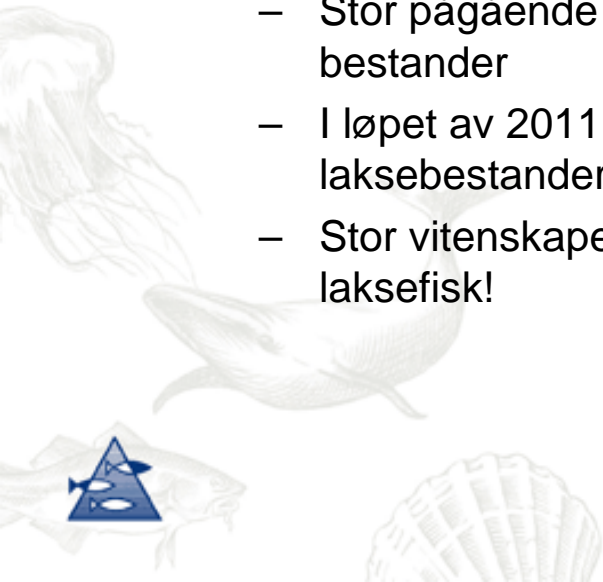 – Stor pågående
bestander
– I løpet av 2011
laksebestander
– Stor vitenskape
laksefisk!